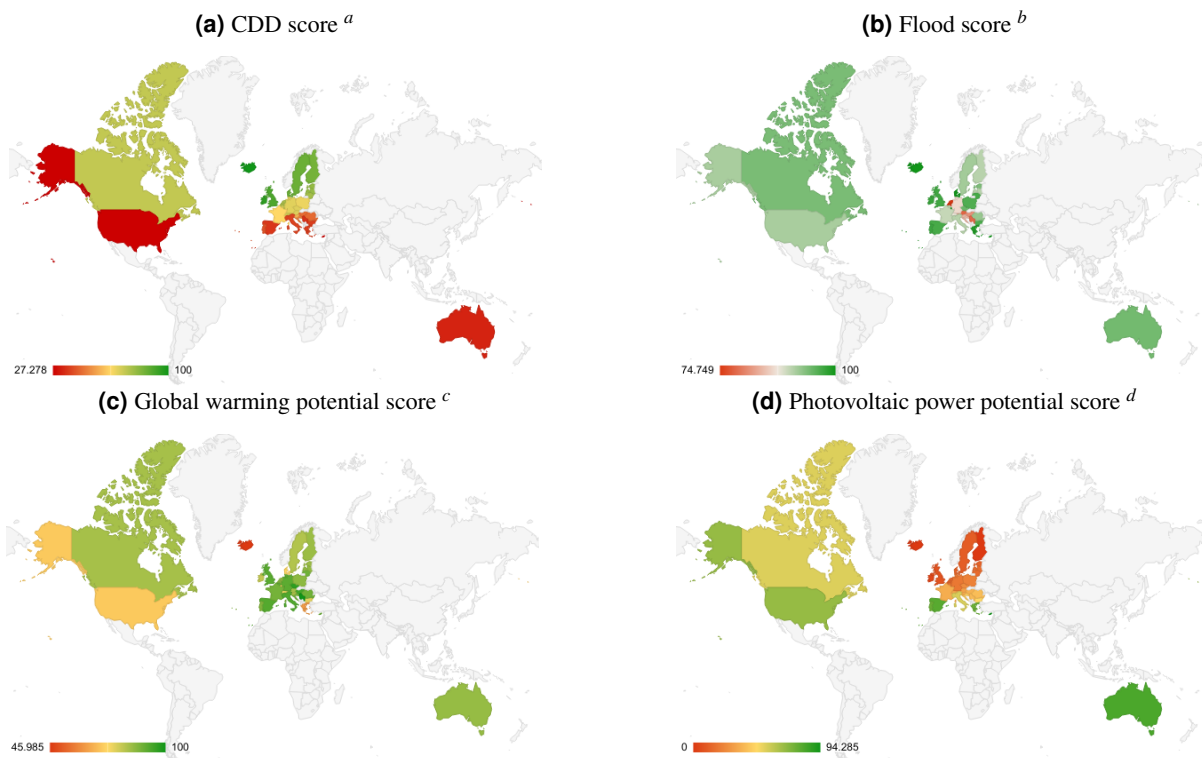 (a) CDD score a
(b) Flood score b
27.278 100
74.749 100
(c) Global warming potential score c
(d) Photovoltaic power potential score d
45.985 100
0 94.285